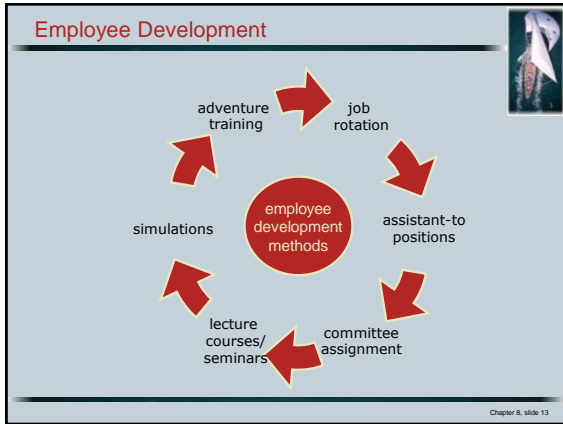 Employee Development
adventure
training
job
rotation
assistant-to
positions
committee
assignment
lecture
courses/
seminars
simulations
employee
development
methods
Chapter 8, slide 13